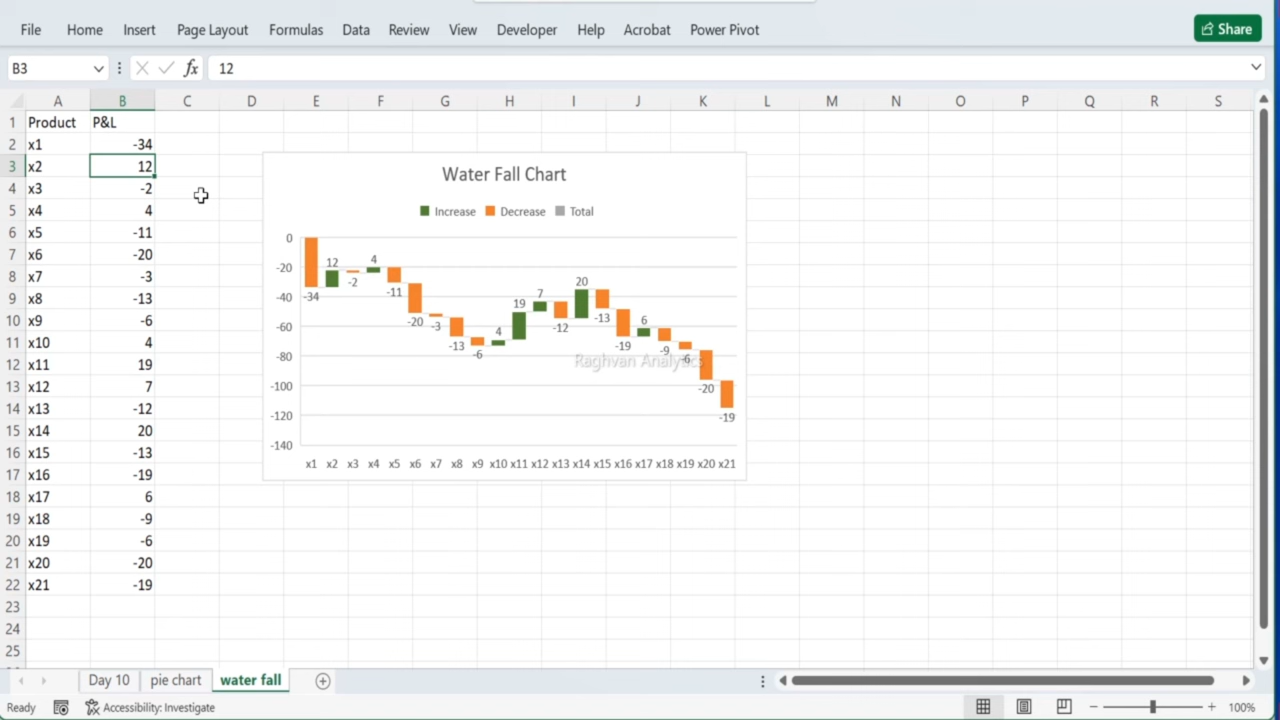 File Home Insert Page Layout Formulas Data Review View Developer Help Acrobat Power Pivot Share
B3 fx 12
A B C D E F G H I J K L M N O P Q R S
1 Product P&L
2 x1 -34
3 x2 12
4 x3 -2
5 x4 4
6 x5 -11
7 x6 -20
8 x7 -3
9 x8 -13
10 x9 -6
11 x10 4
12 x11 19
13 x12 7
14 x13 -12
15 x14 20
16 x15 -13
17 x16 -19
18 x17 6
19 x18 -9
20 x19 -6
21 x20 -20
22 x21 -19
23
24
25
Water Fall Chart
Increase Decrease Total
0
-20
-40
-60
-80
-100
-120
-140
-34 12 -2 4 -11 -20 -3 -13 -6 4 19 7 -12 20 -13 -19 6 -9 -6 -20 -19
Raghvan Analytics
x1 x2 x3 x4 x5 x6 x7 x8 x9 x10 x11 x12 x13 x14 x15 x16 x17 x18 x19 x20 x21
Day 10 pie chart water fall
Ready Accessibility: Investigate 100%